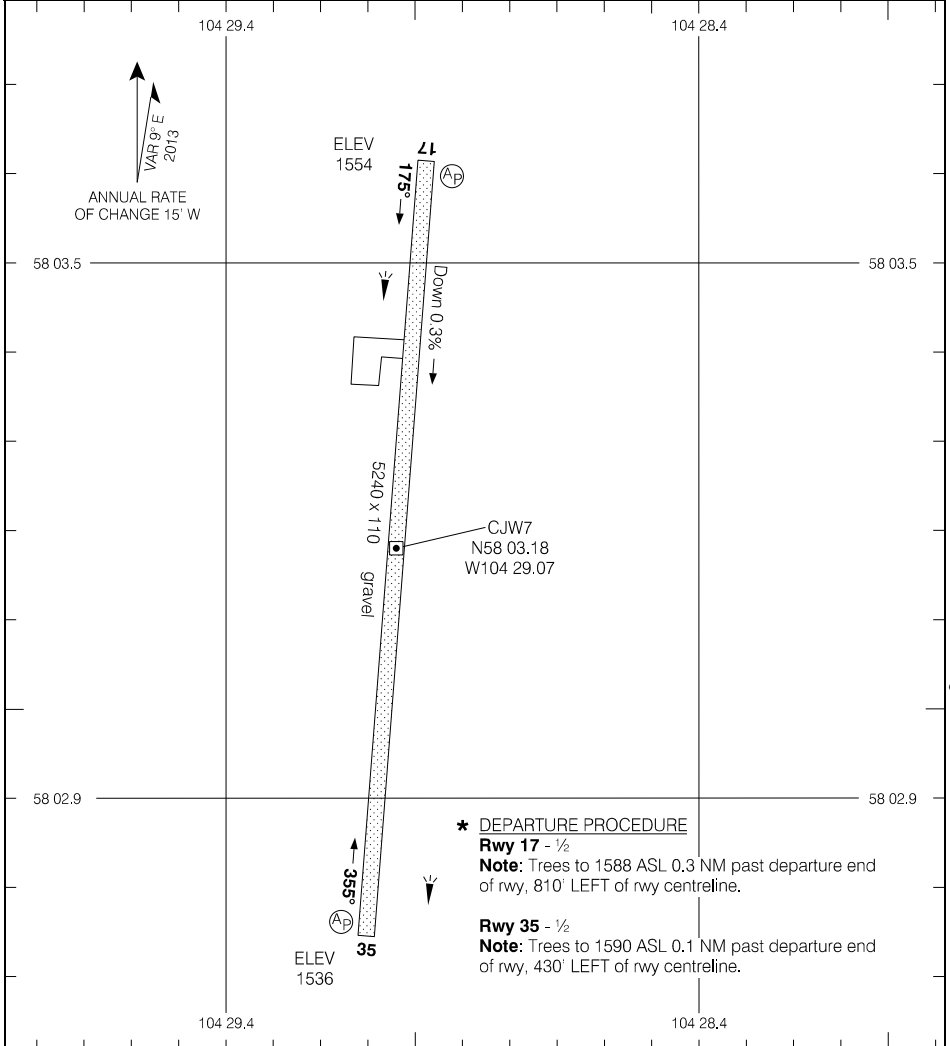 104 29.4
104 28.4
VAR 9° E
2013
ANNUAL RATE
OF CHANGE 15' W
ELEV
1554
17
AP
175°
58 03.5
58 03.5
Down 0.3%
5240 x 110
gravel
CJW7
N58 03.18
W104 29.07
58 02.9
58 02.9
355°
AP
35
ELEV
1536
* DEPARTURE PROCEDURE
Rwy 17 - ½
Note: Trees to 1588 ASL 0.3 NM past departure end
of rwy, 810' LEFT of rwy centreline.
Rwy 35 - ½
Note: Trees to 1590 ASL 0.1 NM past departure end
of rwy, 430' LEFT of rwy centreline.
104 29.4
104 28.4